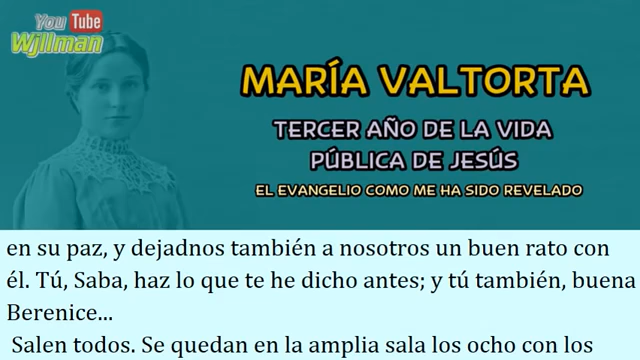 You Tube
Wjllman
MARÍA VALTORTA
TERCER AÑO DE LA VIDA
PÚBLICA DE JESÚS
EL EVANGELIO COMO ME HA SIDO REVELADO
en su paz, y dejadnos también a nosotros un buen rato con
él. Tú, Saba, haz lo que te he dicho antes; y tú también, buena
Berenice...
Salen todos. Se quedan en la amplia sala los ocho con los